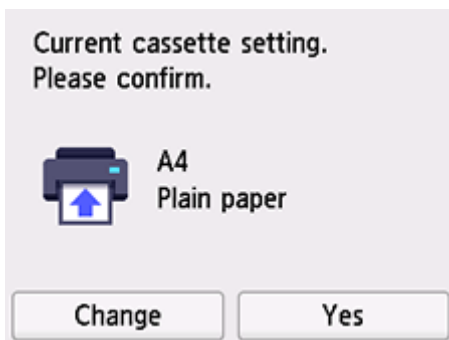 Current cassette setting.
Please confirm.
A4
Plain paper
Change
Yes